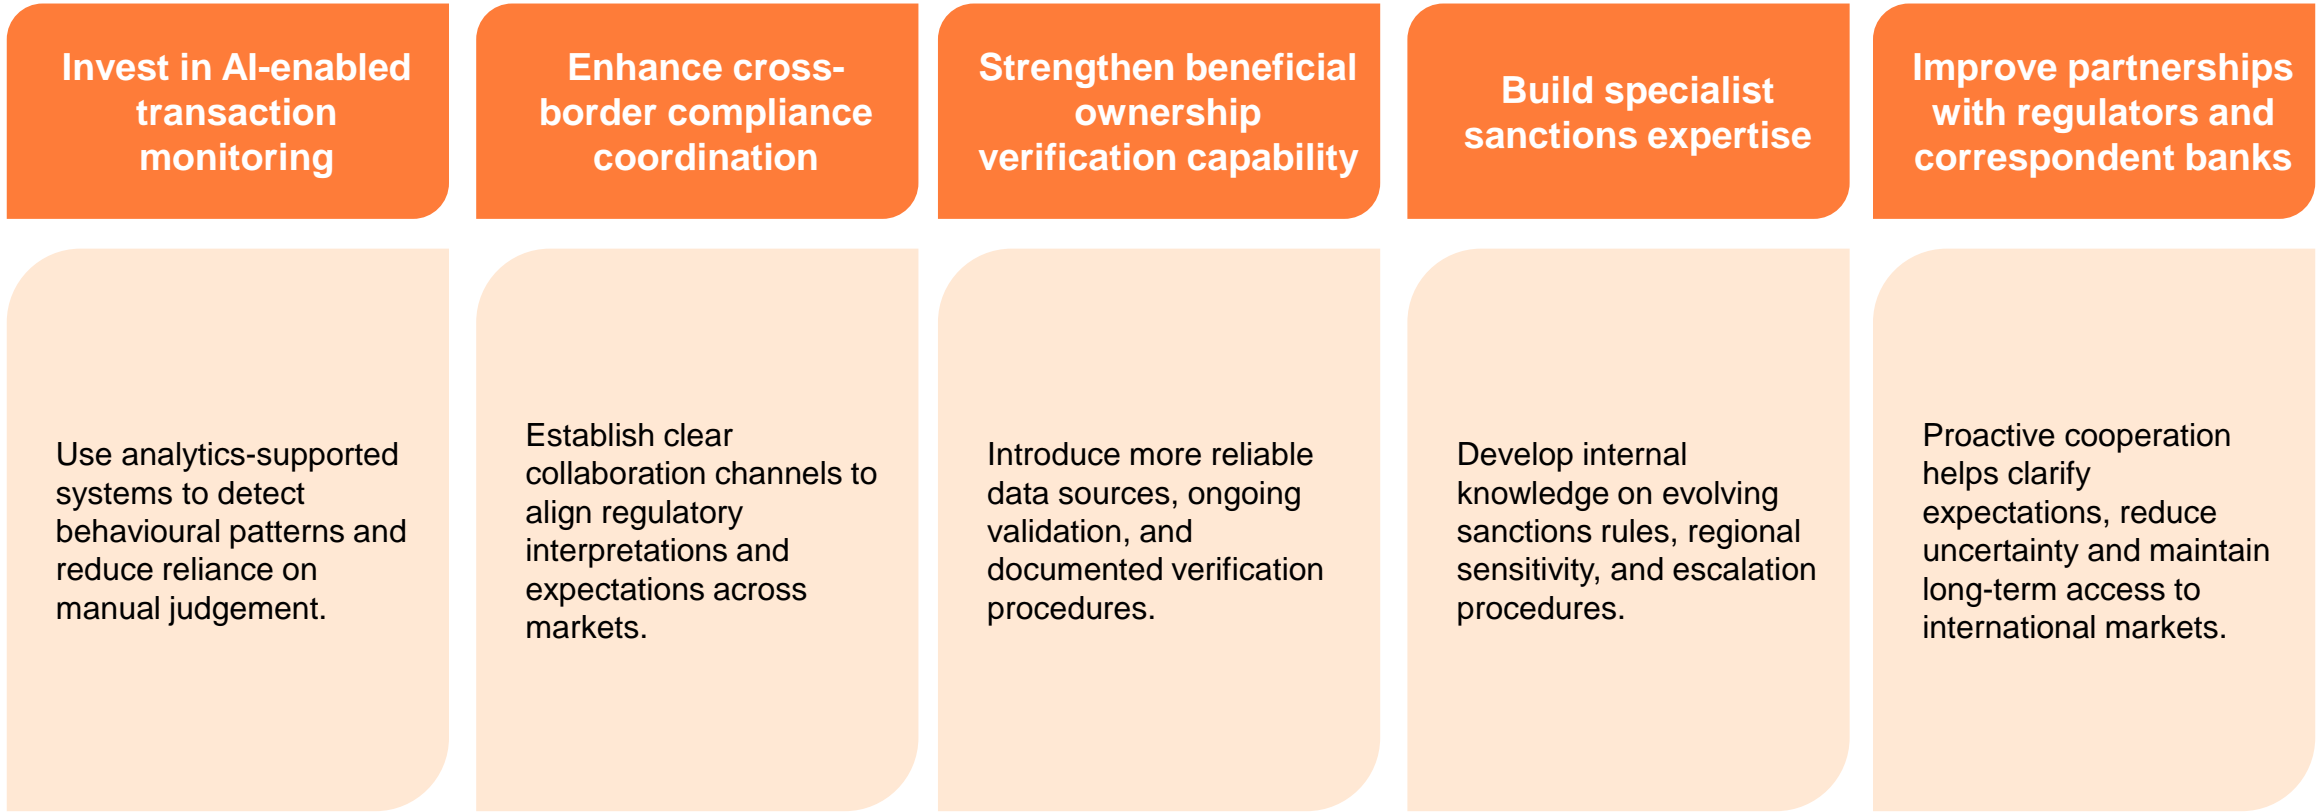 Invest in AI-enabled
transaction
monitoring
Use analytics-supported
systems to detect
behavioural patterns and
reduce reliance on
manual judgement.
Enhance cross-
border compliance
coordination
Establish clear
collaboration channels to
align regulatory
interpretations and
expectations across
markets.
Strengthen beneficial
ownership
verification capability
Introduce more reliable
data sources, ongoing
validation, and
documented verification
procedures.
Build specialist
sanctions expertise
Develop internal
knowledge on evolving
sanctions rules, regional
sensitivity, and escalation
procedures.
Improve partnerships
with regulators and
correspondent banks
Proactive cooperation
helps clarify
expectations, reduce
uncertainty and maintain
long-term access to
international markets.